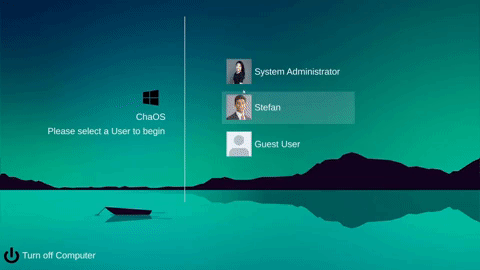 ChaOS
Please select a User to begin
System Administrator
Stefan
Guest User
Turn off Computer